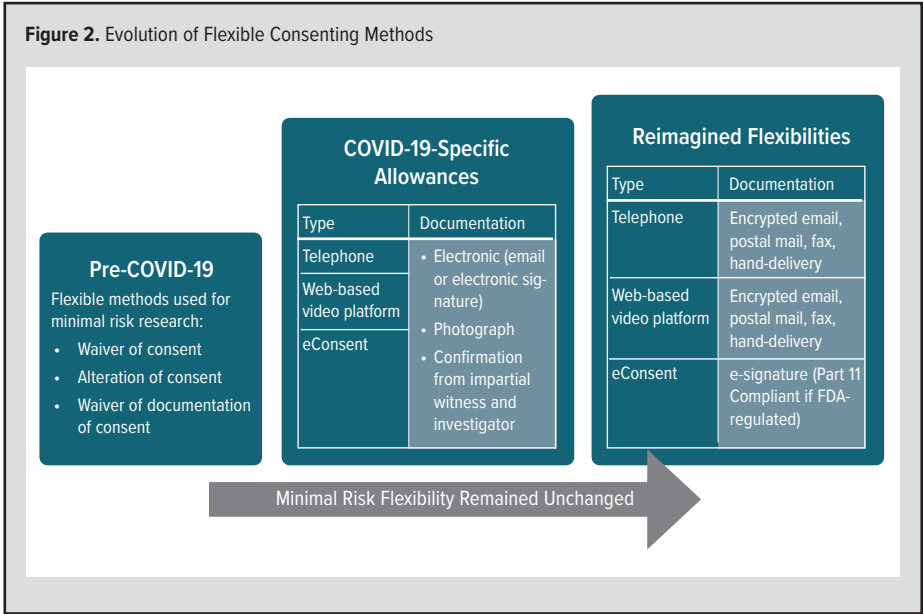 Figure 2. Evolution of Flexible Consenting Methods
Pre-COVID-19
Flexible methods used for
minimal risk research:
• Waiver of consent
• Alteration of consent
• Waiver of documentation
of consent
COVID-19-Specific
Allowances
Type
Documentation
Telephone
Web-based
video platform
eConsent
• Electronic (email
or electronic sig-
nature)
• Photograph
• Confirmation
from impartial
witness and
investigator
Reimagined Flexibilities
Type
Documentation
Telephone
Encrypted email,
postal mail, fax,
hand-delivery
Web-based
video platform
Encrypted email,
postal mail, fax,
hand-delivery
eConsent
e-signature (Part 11
Compliant if FDA-
regulated)
Minimal Risk Flexibility Remained Unchanged